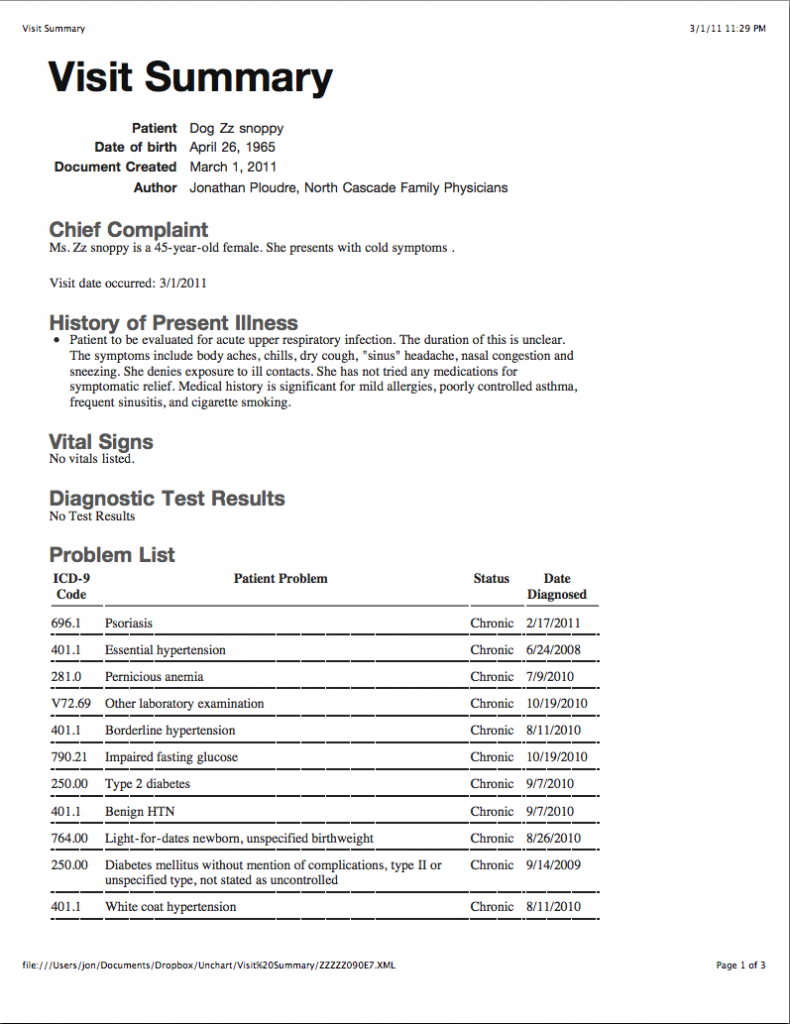 Visit Summary 3/1/11 11:29 PM
Visit Summary
Patient Dog Zz snoppy
Date of birth April 26, 1965
Document Created March 1, 2011
Author Jonathan Ploudre, North Cascade Family Physicians
Chief Complaint
Ms. Zz snoppy is a 45-year-old female. She presents with cold symptoms .
Visit date occurred: 3/1/2011
History of Present Illness
• Patient to be evaluated for acute upper respiratory infection. The duration of this is unclear.
The symptoms include body aches, chills, dry cough, "sinus" headache, nasal congestion and
sneezing. She denies exposure to ill contacts. She has not tried any medications for
symptomatic relief. Medical history is significant for mild allergies, poorly controlled asthma,
frequent sinusitis, and cigarette smoking.
Vital Signs
No vitals listed.
Diagnostic Test Results
No Test Results
Problem List
ICD-9 Patient Problem Status Date
Code Diagnosed
696.1 Psoriasis Chronic 2/17/2011
401.1 Essential hypertension Chronic 6/24/2008
281.0 Pernicious anemia Chronic 7/9/2010
V72.69 Other laboratory examination Chronic 10/19/2010
401.1 Borderline hypertension Chronic 8/11/2010
790.21 Impaired fasting glucose Chronic 10/19/2010
250.00 Type 2 diabetes Chronic 9/7/2010
401.1 Benign HTN Chronic 9/7/2010
764.00 Light-for-dates newborn, unspecified birthweight Chronic 8/26/2010
250.00 Diabetes mellitus without mention of complications, type II or Chronic 9/14/2009
unspecified type, not stated as uncontrolled
401.1 White coat hypertension Chronic 8/11/2010
file:///Users/jon/Documents/Dropbox/Unchart/Visit%20Summary/ZZZZZ090E7.XML Page 1 of 3